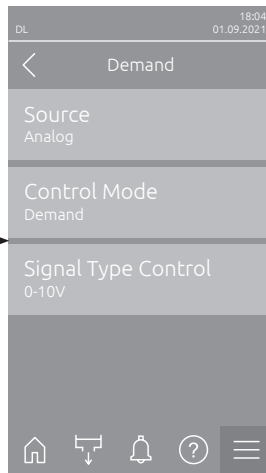 18:04
DL 01.09.2021
Demand
Source
Analog
Control Mode
Demand
Signal Type Control
0-10V
?